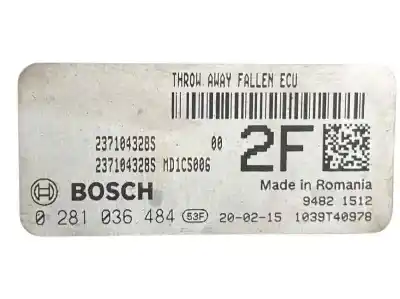 THROW AWAY FALLEN ECU
237104328S 00
237104328S MD1CS006
2F
BOSCH
Made in Romania
9482 1512
0 281 036 484 53F 20-02-15 1039T40978